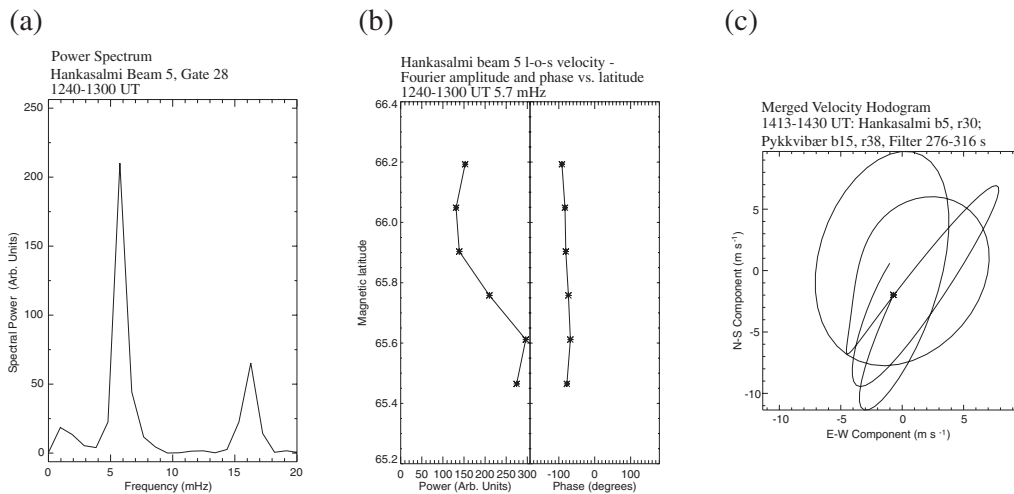 (a)
Power Spectrum
Hankasalmi Beam 5, Gate 28
1240-1300 UT
250
200
150
100
50
0
Spectral Power (Arb. Units)
0 4 8 12 16 20
Frequency (mHz)
(b)
Hankasalmi beam 5 l-o-s velocity -
Fourier amplitude and phase vs. latitude
1240-1300 UT 5.7 mHz
66.4
66.2
66.0
65.8
65.6
65.4
65.2
Magnetic latitude
0 50 100 150 200 250 300
Power (Arb. Units)
-100 0 100
Phase (degrees)
(c)
Merged Velocity Hodogram
1413-1430 UT: Hankasalmi b5, r30;
Pykkvibær b15, r38, Filter 276-316 s
5
0
-5
-10
N-S Component (m s⁻¹)
-10 -5 0 5
E-W Component (m s⁻¹)